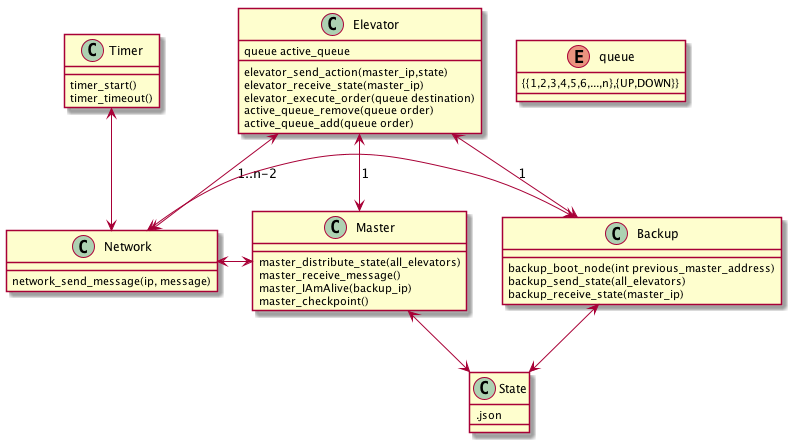 C Timer
timer_start()
timer_timeout()
C Elevator
queue active_queue
elevator_send_action(master_ip,state)
elevator_receive_state(master_ip)
elevator_execute_order(queue destination)
active_queue_remove(queue order)
active_queue_add(queue order)
E queue
{{1,2,3,4,5,6,...,n},{UP,DOWN}}
1..n-2
1
1
C Network
network_send_message(ip, message)
C Master
master_distribute_state(all_elevators)
master_receive_message()
master_IAmAlive(backup_ip)
master_checkpoint()
C Backup
backup_boot_node(int previous_master_address)
backup_send_state(all_elevators)
backup_receive_state(master_ip)
C State
.json